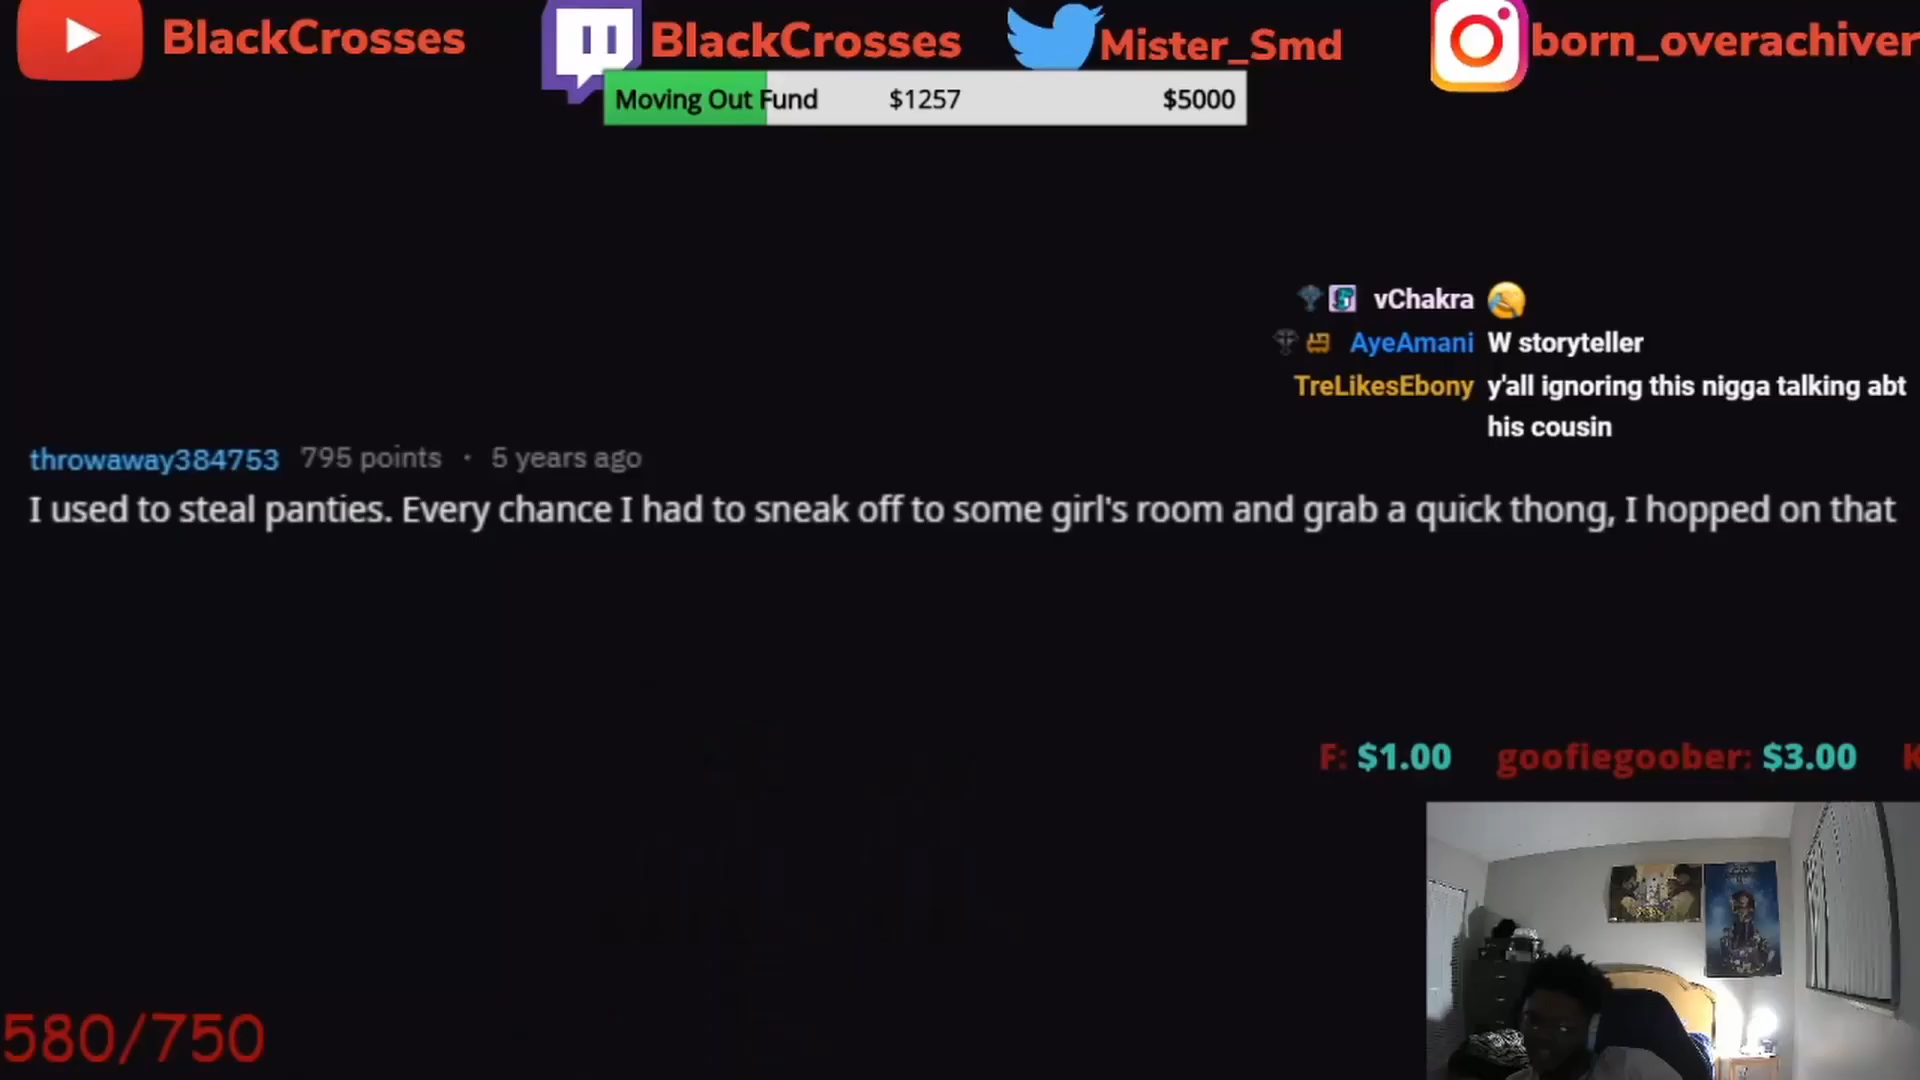 BlackCrosses
BlackCrosses
Mister_Smd
born_overachiver
Moving Out Fund $1257 $5000
vChakra
AyeAmani W storyteller
TreLikesEbony y'all ignoring this nigga talking abt
his cousin
throwaway384753 795 points · 5 years ago
I used to steal panties. Every chance I had to sneak off to some girl's room and grab a quick thong, I hopped on that
F: $1.00 goofiegoober: $3.00 K
580/750